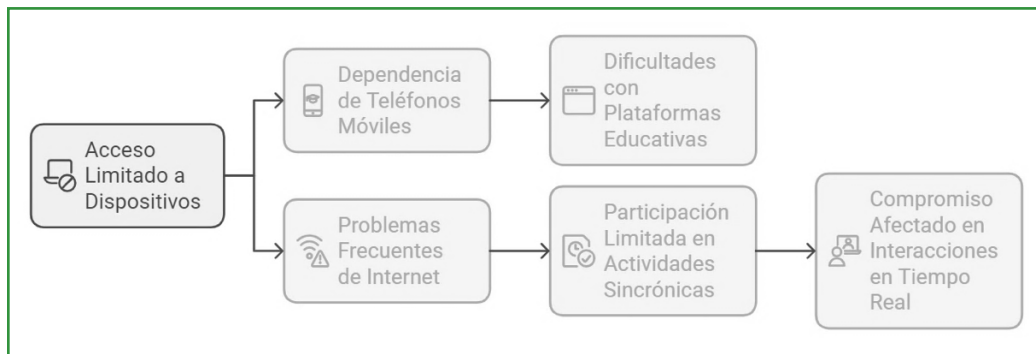 Acceso
Limitado a
Dispositivos
Dependencia
de Teléfonos
Móviles
Dificultades
con
Plataformas
Educativas
Problemas
Frecuentes
de Internet
Participación
Limitada en
Actividades
Sincrónicas
Compromiso
Afectado en
Interacciones
en Tiempo
Real